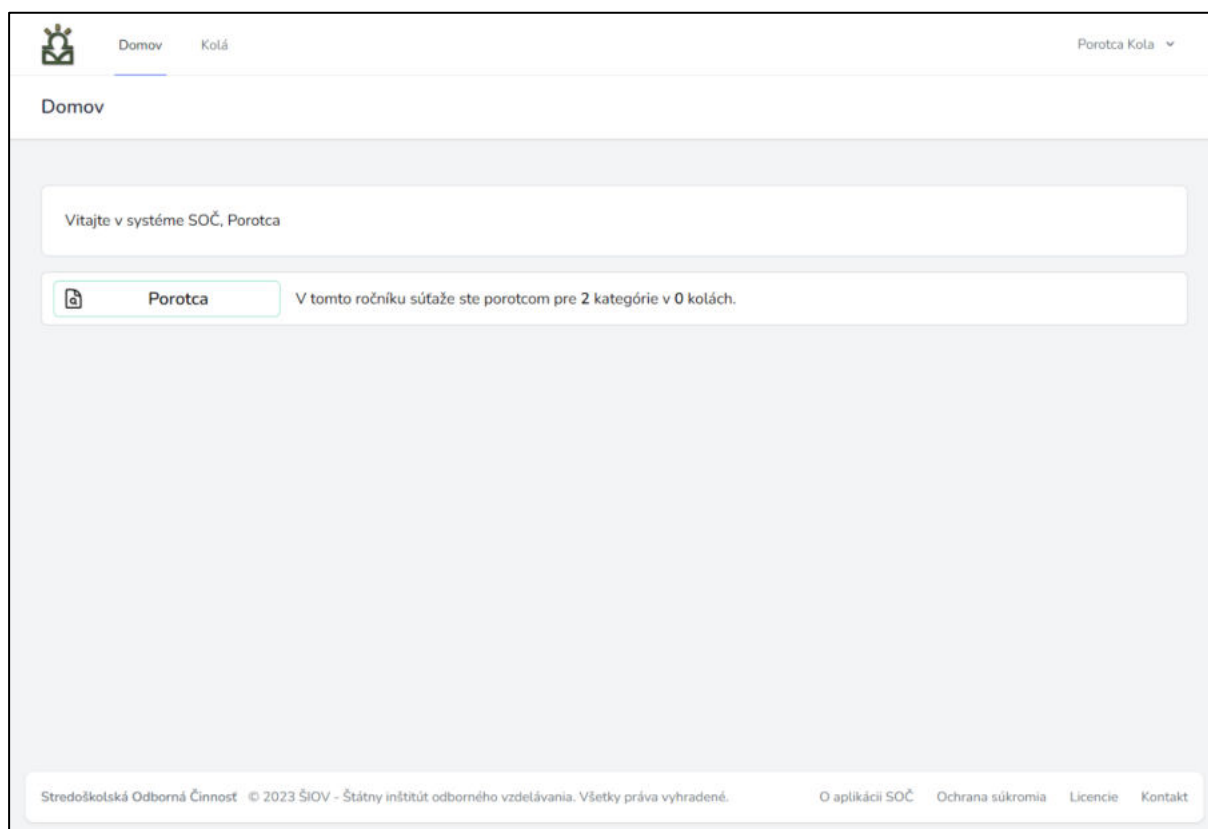 Domov Kolá Porotca Kola
Domov
Vitajte v systéme SOČ, Porotca
Porotca V tomto ročníku súťaže ste porotcom pre 2 kategórie v 0 kolách.
Stredoškolská Odborná Činnosť © 2023 ŠIOV - Štátny inštitút odborného vzdelávania. Všetky práva vyhradené. O aplikácii SOČ Ochrana súkromia Licencie Kontakt